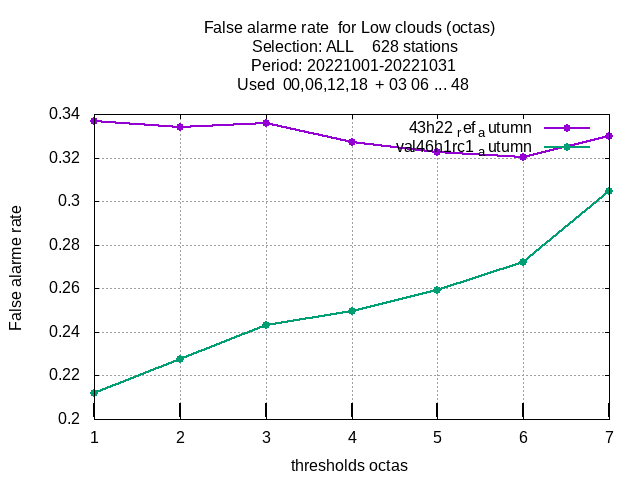 False alarme rate  for Low clouds (octas)
Selection: ALL    628 stations
Period: 20221001-20221031
Used  00,06,12,18  + 03 06 ... 48
0.34
0.32
0.3
0.28
0.26
0.24
0.22
0.2
False alarme rate
43h22 ref autumn
val46h1rc1 autumn
1 2 3 4 5 6 7
thresholds octas